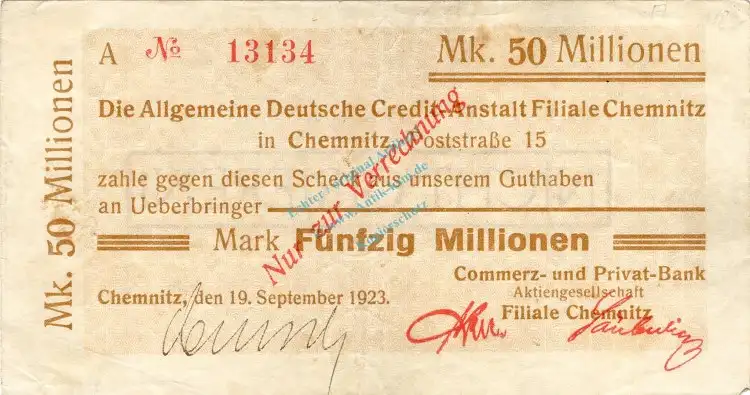 A № 13134
Mk. 50 Millionen
Mk. 50 Millionen
Die Allgemeine Deutsche Credit-Anstalt Filiale Chemnitz
in Chemnitz, Poststraße 15
zahle gegen diesen Scheck aus unserem Guthaben
an Ueberbringer
Mark Fünfzig Millionen
Nur zur Verrechnung
Commerz- und Privat-Bank
Aktiengesellschaft
Filiale Chemnitz
Chemnitz, den 19. September 1923.